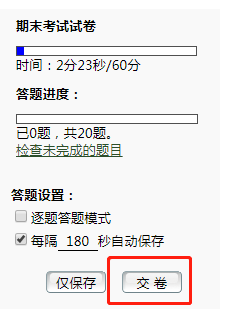 期末考试试卷
时间：2分23秒/60分
答题进度：
已0题，共20题。
检查未完成的题目
答题设置：
逐题答题模式
每隔 180 秒自动保存
仅保存 交 卷